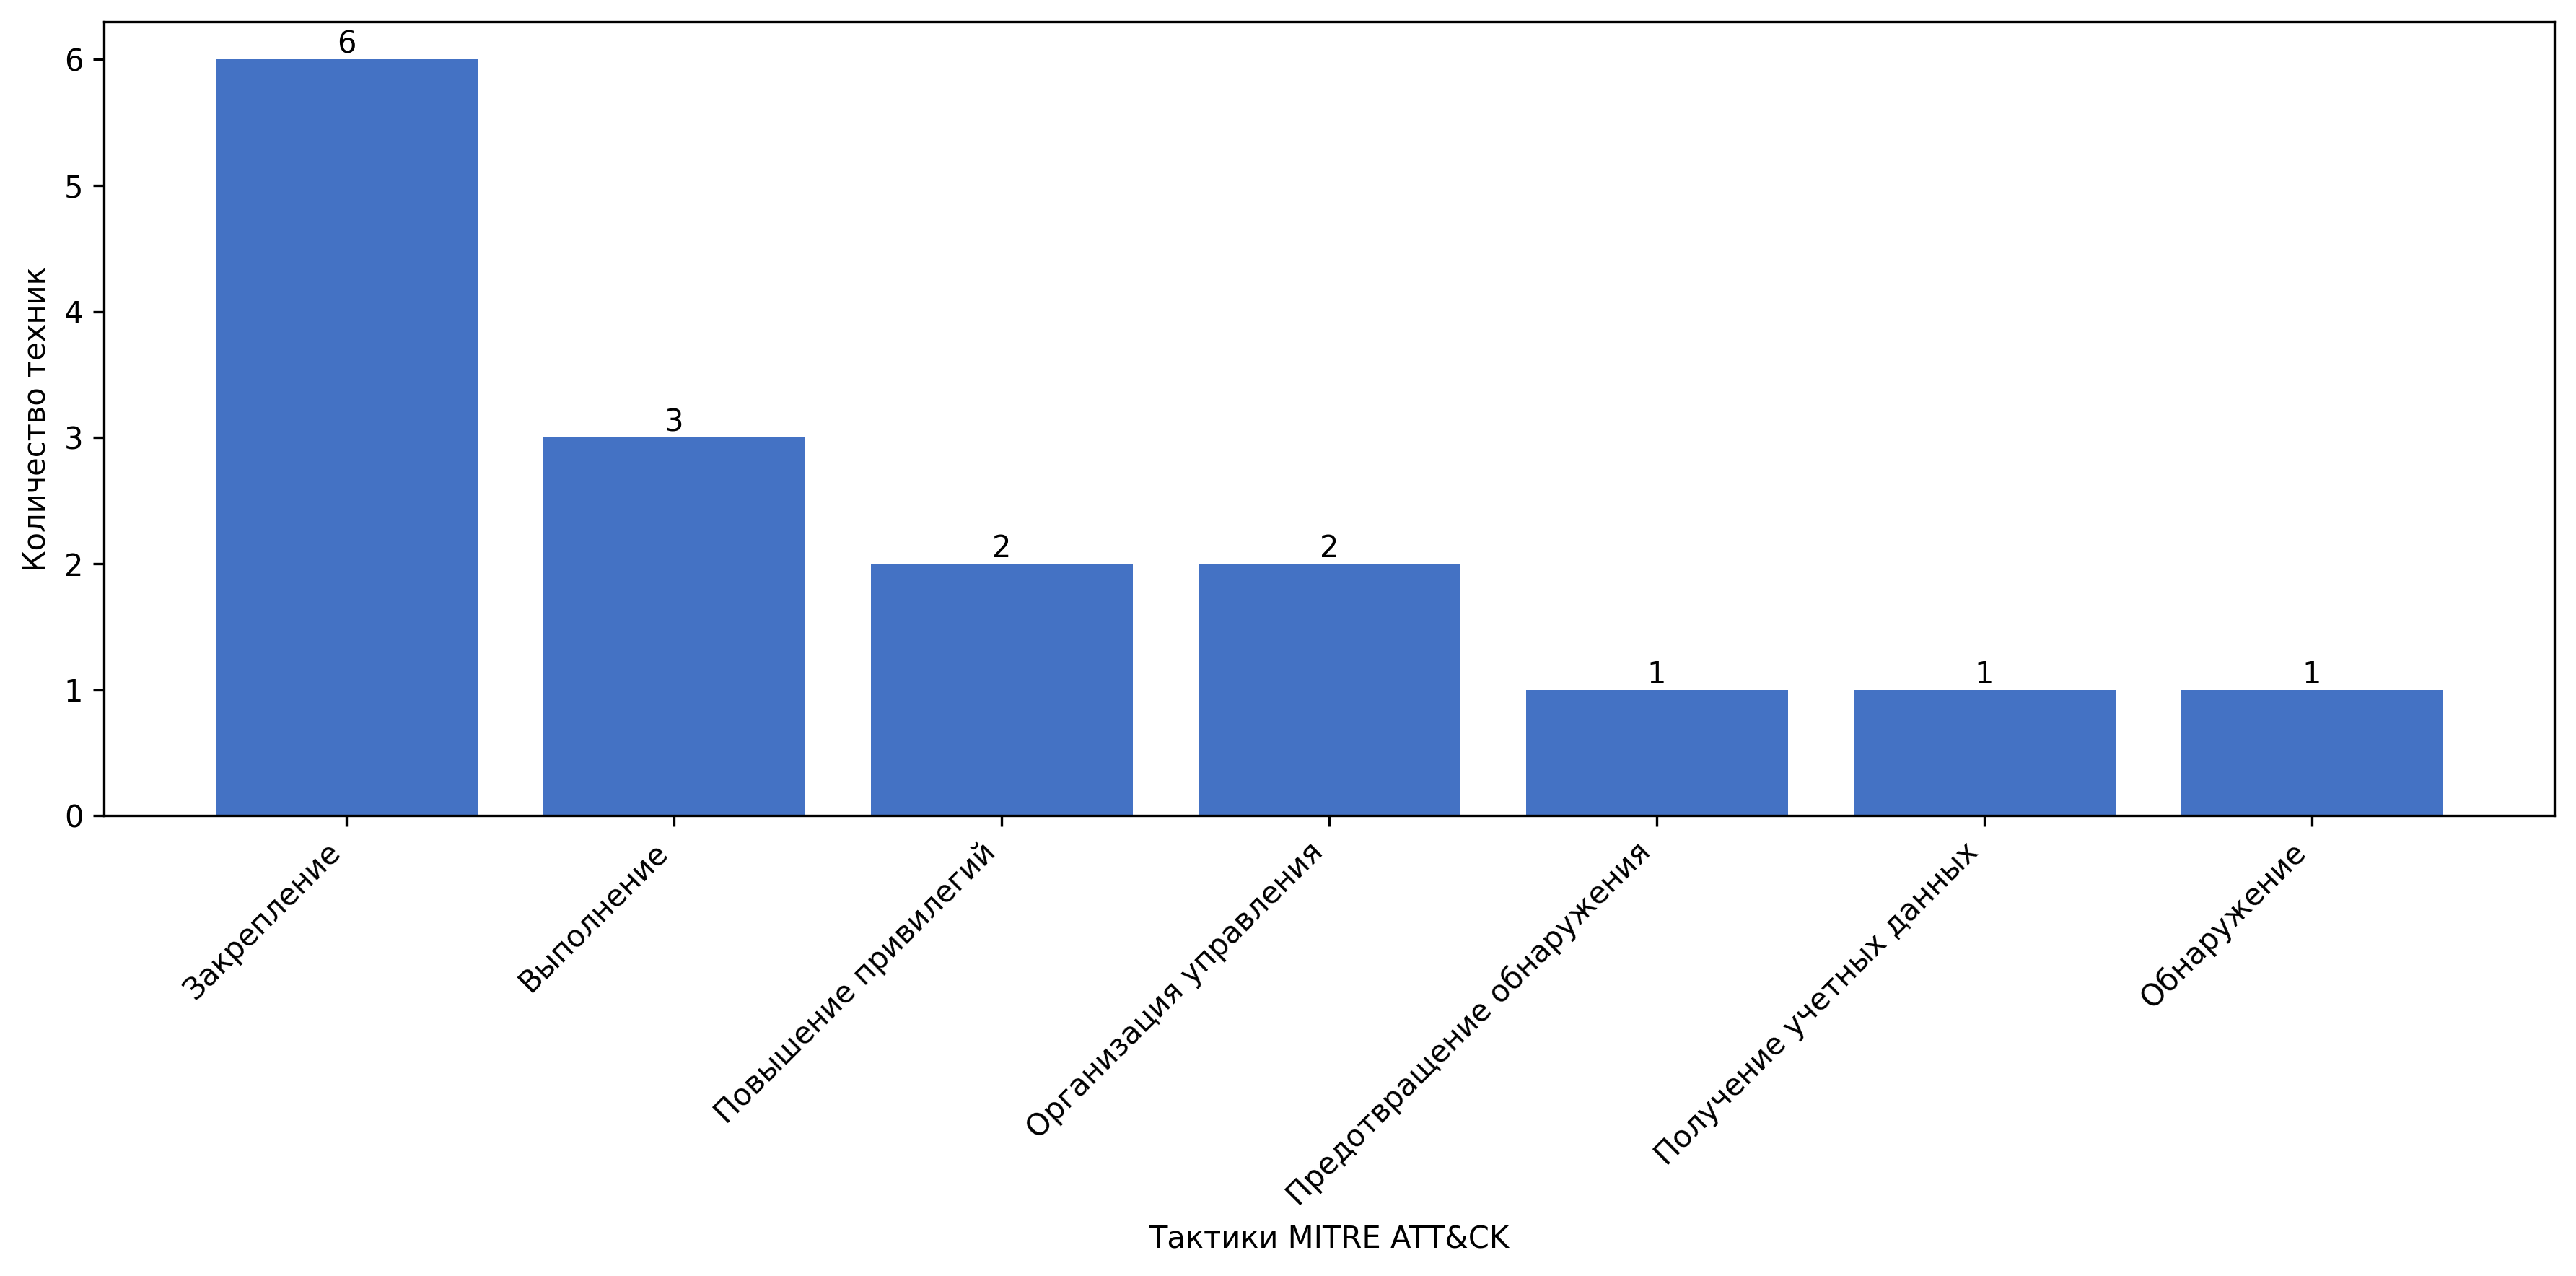 6
3
2
2
1
1
1
6
5
4
3
2
1
0
Количество техник
Закрепление
Выполнение
Повышение привилегий
Организация управления
Предотвращение обнаружения
Получение учетных данных
Обнаружение
Тактики MITRE ATT&CK